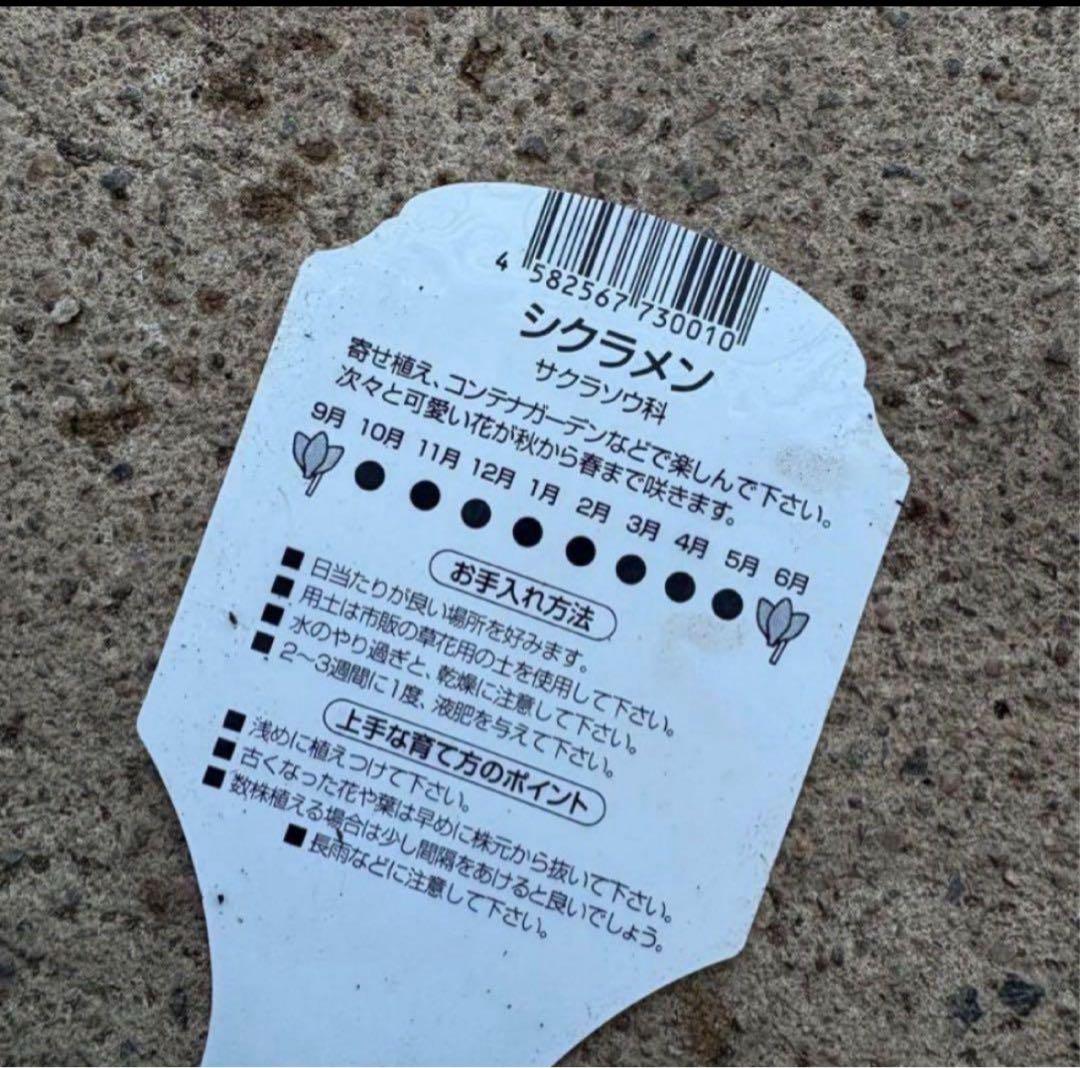 4 582567 730010
シクラメン
サクラソウ科
寄せ植え、コンテナガーデンなどで楽しんで下さい。
次々と可愛い花が秋から春まで咲きます。
9月 10月 11月 12月 1月 2月 3月 4月 5月 6月
お手入れ方法
■ 日当たりが良い場所を好みます。
■ 用土は市販の草花用の土を使用して下さい。
■ 水のやり過ぎと、乾燥に注意して下さい。
■ 2〜3週間に1度、液肥を与えて下さい。
上手な育て方のポイント
■ 浅めに植えつけて下さい。
■ 古くなった花や葉は早めに株元から抜いて下さい。
■ 数株植える場合は少し間隔をあけると良いでしょう。
■ 長雨などに注意して下さい。